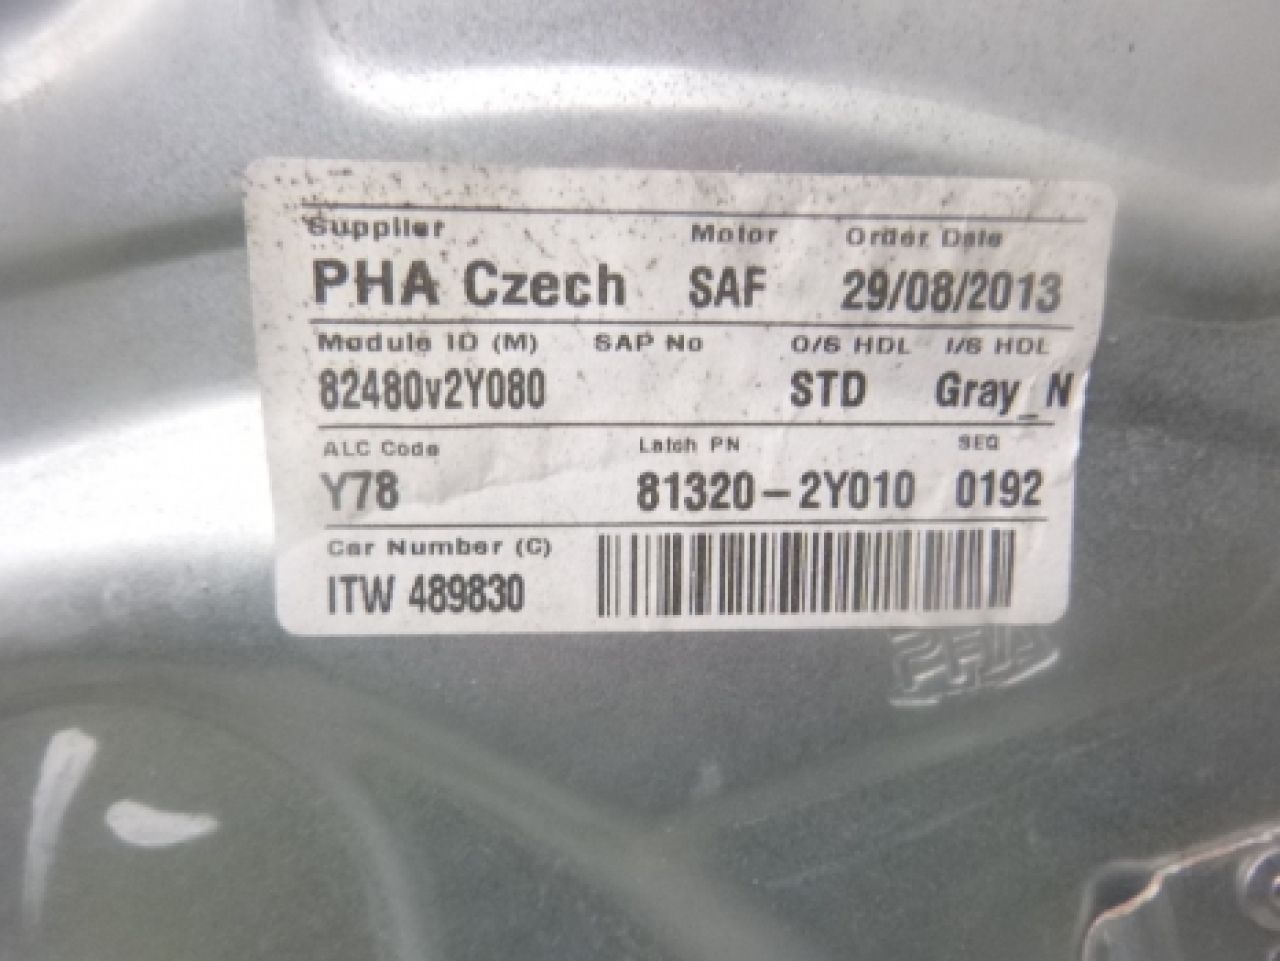 Supplier Motor Order Date
PHA Czech SAF 29/08/2013
Module ID (M) SAP No O/S HDL I/S HDL
82480v2Y080 STD Gray_N
ALC Code Latch PN SEQ
Y78 81320-2Y010 0192
Car Number (C)
ITW 489830
PHA